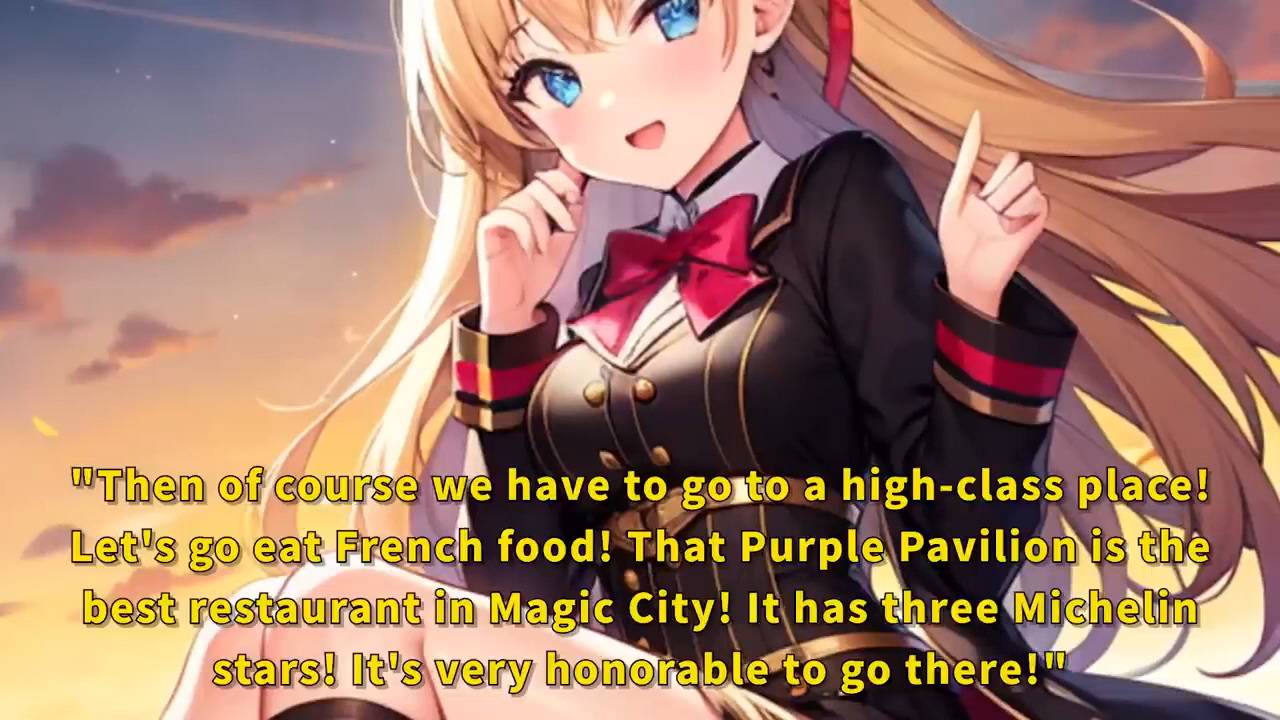 "Then of course we have to go to a high-class place!
Let's go eat French food! That Purple Pavilion is the
best restaurant in Magic City! It has three Michelin
stars! It's very honorable to go there!"